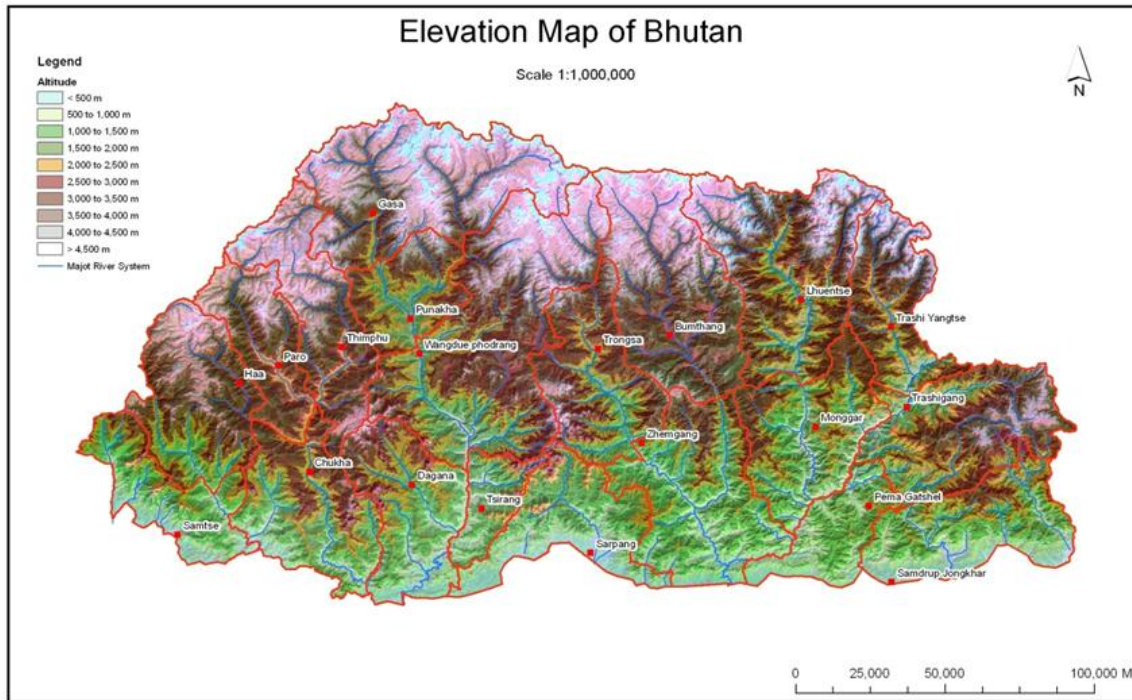 Elevation Map of Bhutan
Scale 1:1,000,000
N
Legend
Altitude
< 500 m
500 to 1,000 m
1,000 to 1,500 m
1,500 to 2,000 m
2,000 to 2,500 m
2,500 to 3,000 m
3,000 to 3,500 m
3,500 to 4,000 m
4,000 to 4,500 m
> 4,500 m
Majot River System
Gasa
Lhuentse
Punakha
Trashi Yangtse
Bumthang
Thimphu
Trongsa
Wangdue phodrang
Paro
Haa
Trashigang
Monggar
Zhemgang
Chukha
Dagana
Tsirang
Pema Gatshel
Samtse
Sarpang
Samdrup Jongkhar
0 25,000 50,000 100,000 M